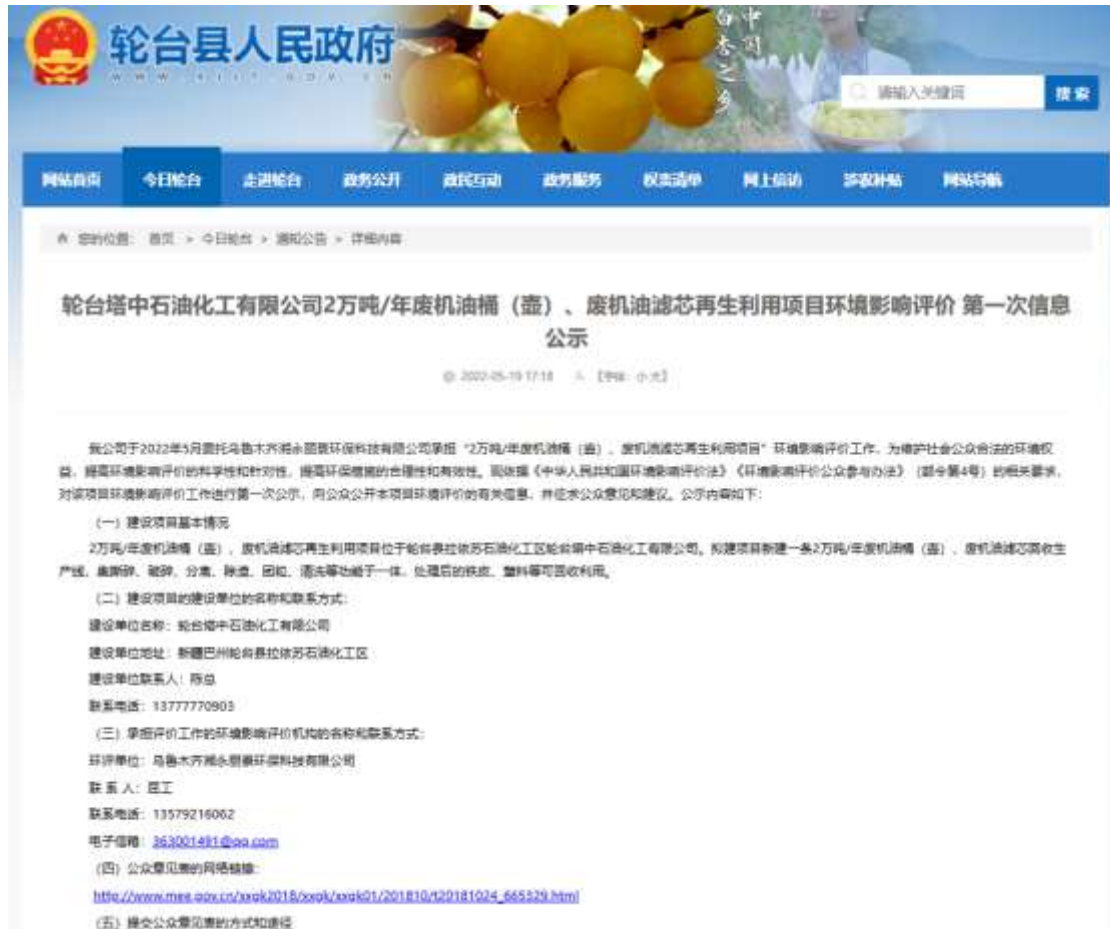 轮台县人民政府
中国
白杏之乡
请输入关键词
搜索
网站首页 今日轮台 走进轮台 政务公开 政民互动 政务服务 权责清单 网上信访 涉农补贴 网站导航
您的位置： 首页 > 今日轮台 > 通知公告 > 详细内容
轮台塔中石油化工有限公司2万吨/年废机油桶（壶）、废机油滤芯再生利用项目环境影响评价 第一次信息
公示
2022-05-19 17:18 【字体：小 大】
我公司于2022年5月委托乌鲁木齐湘永丽景环保科技有限公司承担“2万吨/年废机油桶（壶）、废机油滤芯再生利用项目”环境影响评价工作，为维护社会公众合法的环境权
益、提高环境影响评价的科学性和针对性、提高环保措施的合理性和有效性。现依据《中华人民共和国环境影响评价法》《环境影响评价公众参与办法》（部令第4号）的相关要求，
对该项目环境影响评价工作进行第一次公示，向公众公开本项目环境评价的有关信息，并征求公众意见和建议。公示内容如下：
（一）建设项目基本情况
2万吨/年废机油桶（壶）、废机油滤芯再生利用项目位于轮台县拉依苏石油化工区轮台塔中石油化工有限公司。拟建项目新建一条2万吨/年废机油桶（壶）、废机油滤芯回收生
产线，集撕碎、破碎、分离、除渣、团粒、清洗等功能于一体，处理后的铁皮、塑料等可回收利用。
（二）建设项目的建设单位的名称和联系方式：
建设单位名称：轮台塔中石油化工有限公司
建设单位地址：新疆巴州轮台县拉依苏石油化工区
建设单位联系人：陈总
联系电话：13777770903
（三）承担评价工作的环境影响评价机构的名称和联系方式：
环评单位：乌鲁木齐湘永丽景环保科技有限公司
联 系 人：屈工
联系电话：13579216062
电子信箱：363001491@qq.com
（四）公众意见表的网络链接：
http://www.mee.gov.cn/xxgk2018/xxgk/xxgk01/201810/t20181024_665329.html
（五）提交公众意见表的方式和途径